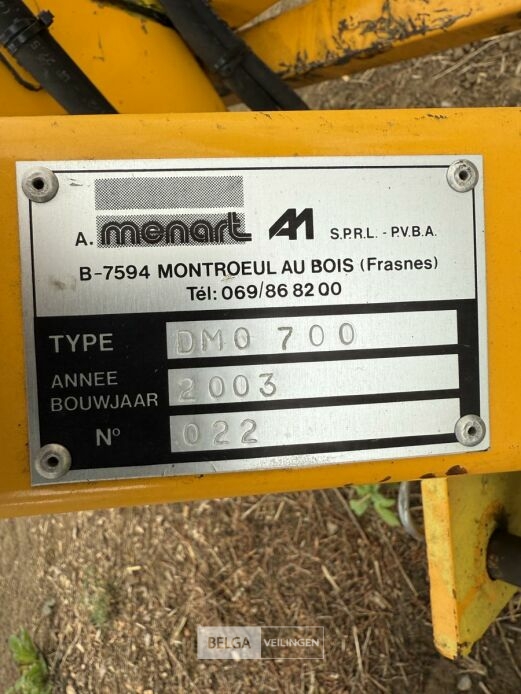 A. menart AM S.P.R.L. - P.V.B.A.
B-7594 MONTROEUL AU BOIS (Frasnes)
Tél: 069/86 82 00
TYPE DMO 700
ANNEE
BOUWJAAR 2003
N° 022
BELGA VEILINGEN